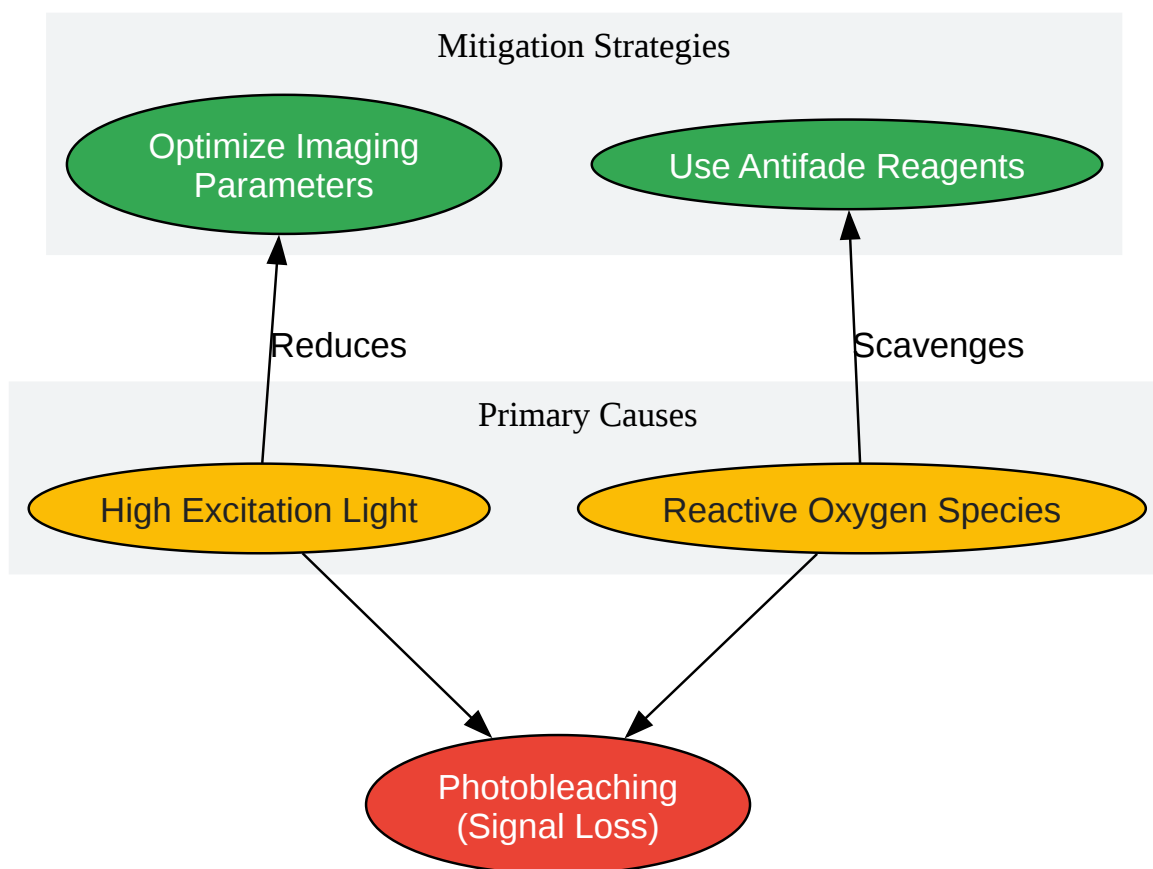 Mitigation Strategies
Optimize Imaging
Parameters
Use Antifade Reagents
Reduces
Scavenges
Primary Causes
High Excitation Light
Reactive Oxygen Species
Photobleaching
(Signal Loss)